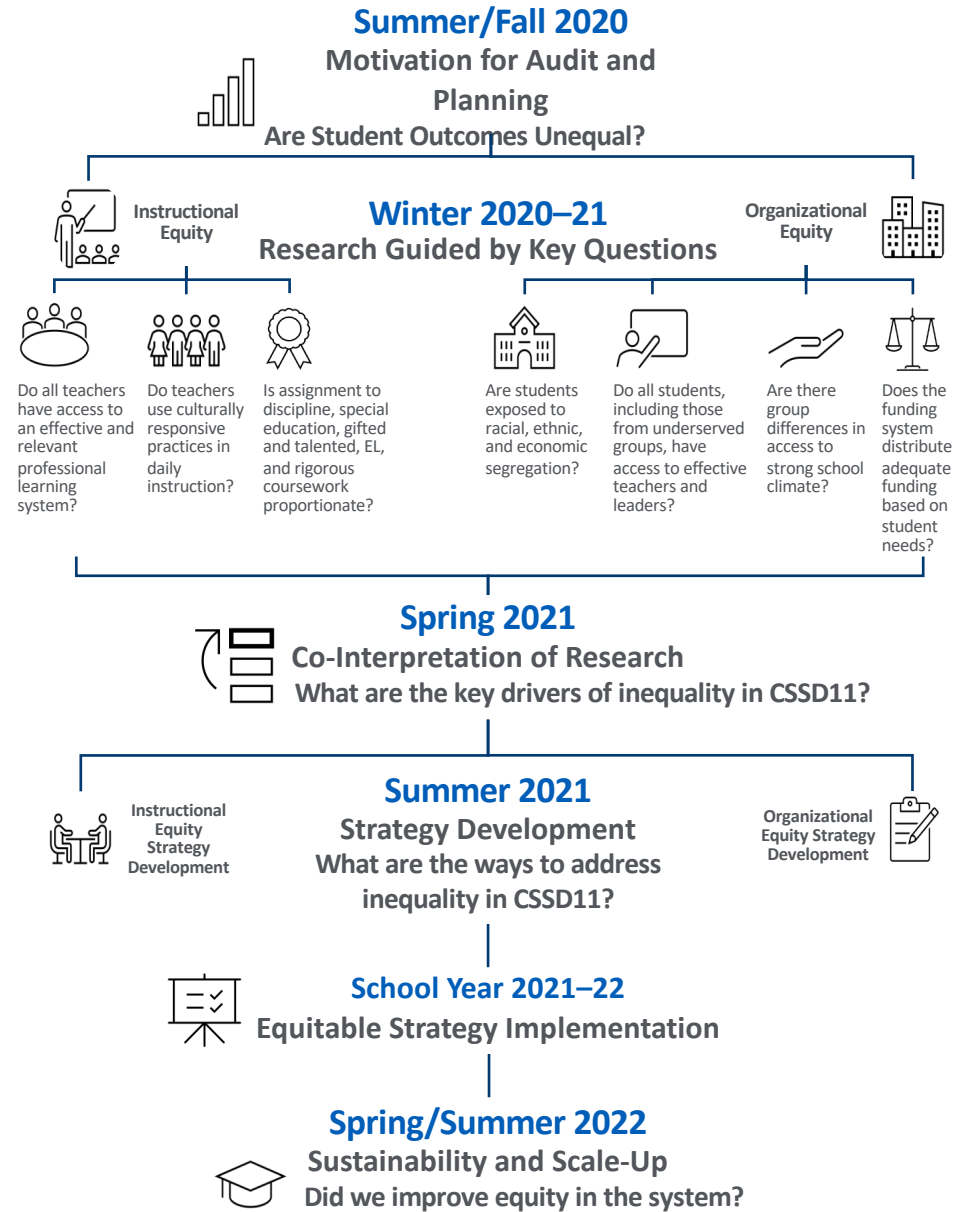 Summer/Fall 2020
Motivation for Audit and
Planning
Are Student Outcomes Unequal?
Instructional
Equity
Winter 2020–21
Research Guided by Key Questions
Organizational
Equity
Do all teachers
have access to
an effective and
relevant
professional
learning
system?
Do teachers
use culturally
responsive
practices in
daily
instruction?
Is assignment to
discipline, special
education, gifted
and talented, EL,
and rigorous
coursework
proportionate?
Are students
exposed to
racial, ethnic,
and economic
segregation?
Do all students,
including those
from underserved
groups, have
access to effective
teachers and
leaders?
Are there
group
differences in
access to
strong school
climate?
Does the
funding
system
distribute
adequate
funding
based on
student
needs?
Spring 2021
Co-Interpretation of Research
What are the key drivers of inequality in CSSD11?
Instructional
Equity
Strategy
Development
Summer 2021
Strategy Development
What are the ways to address
inequality in CSSD11?
Organizational
Equity Strategy
Development
School Year 2021–22
Equitable Strategy Implementation
Spring/Summer 2022
Sustainability and Scale-Up
Did we improve equity in the system?